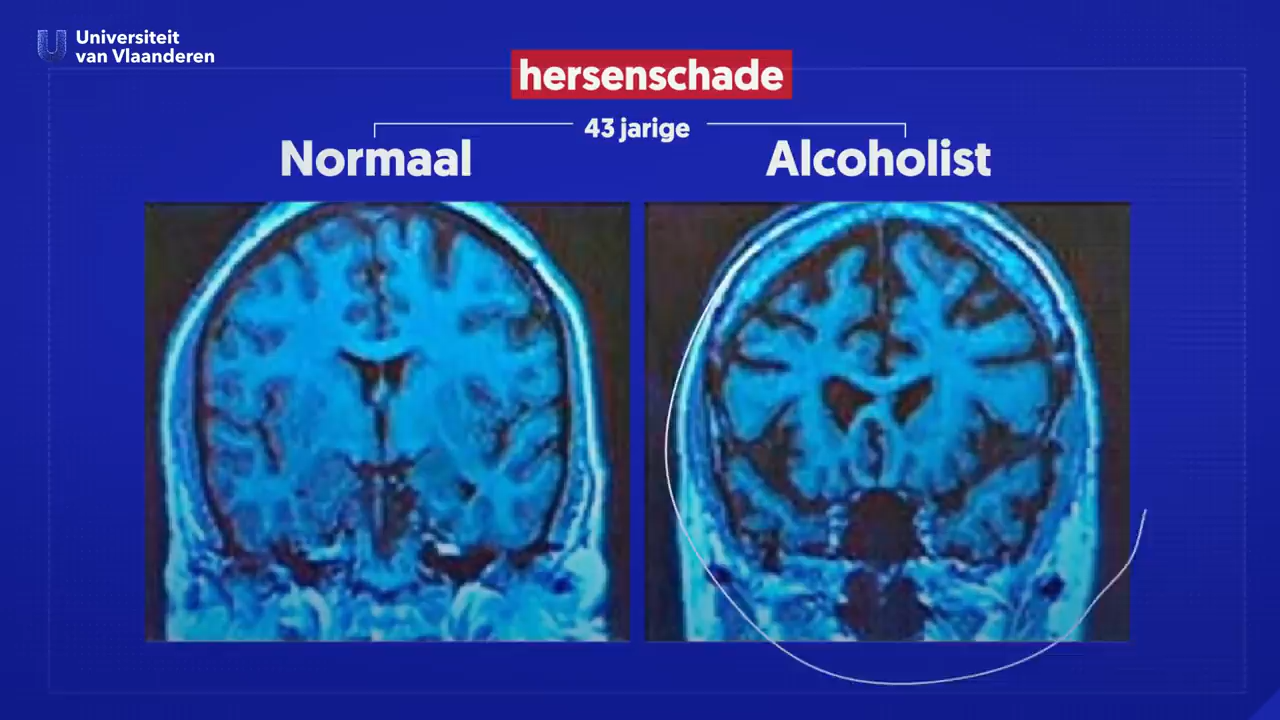 Universiteit
van Vlaanderen
hersenschade
43 jarige
Normaal
Alcoholist